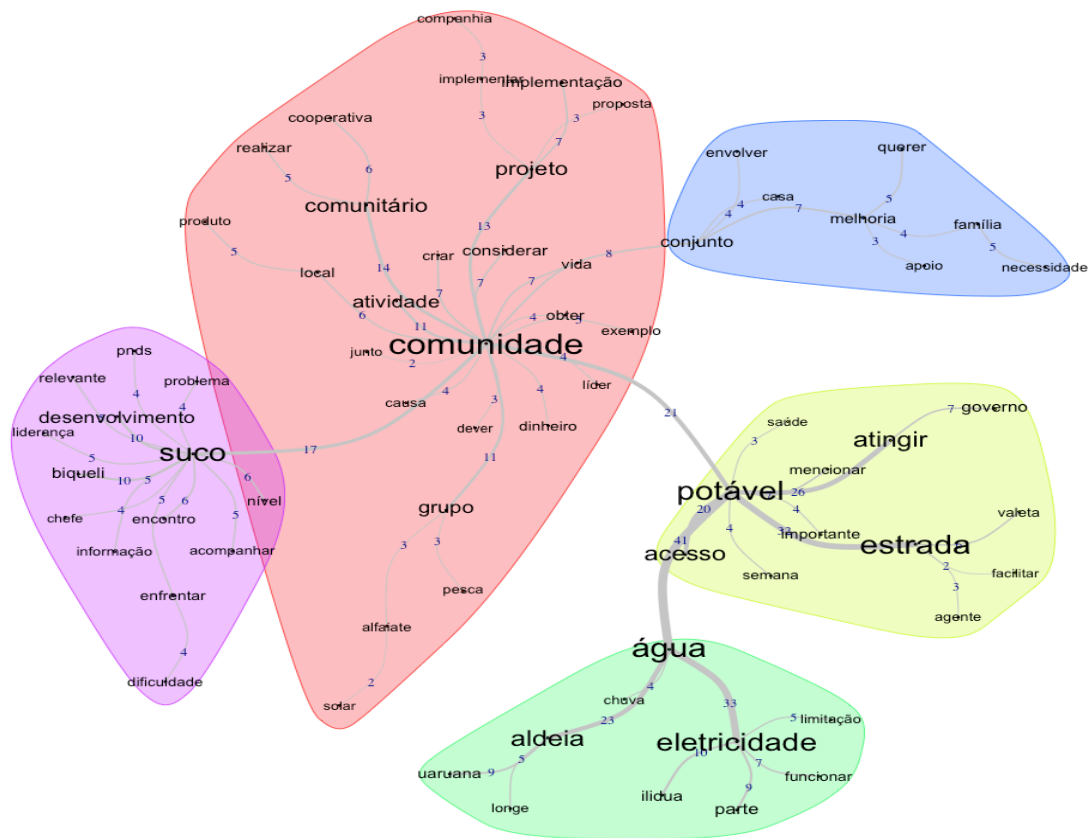 companhia
3
implementar
implementação
proposta
3
7
cooperativa
realizar
6
5
projeto
comunitário
produto
13
5
local
14
criar
considerar
vida
7
7
7
8
atividade
11
6
obter
4
3
exemplo
comunidade
junto
2
4
líder
causa
4
3
4
dever
dinheiro
17
11
21
grupo
3
3
pesca
alfaiate
2
solar
envolver
querer
casa
4
4
7
5
melhoria
família
conjunto
3
4
5
apoio
necessidade
pnds
relevante
problema
4
4
desenvolvimento
liderança
10
suco
5
biqueli
10
5
6
nível
5
6
chefe
4
encontro
5
informação
acompanhar
enfrentar
4
dificuldade
governo
7
saúde
atingir
3
mencionar
potável
26
20
4
valeta
4
32
importante
estrada
41
acesso
2
semana
facilitar
3
agente
água
4
chuva
33
23
limitação
5
aldeia
eletricidade
10
5
9
7
uaruana
funcionar
9
ilidua
longe
parte